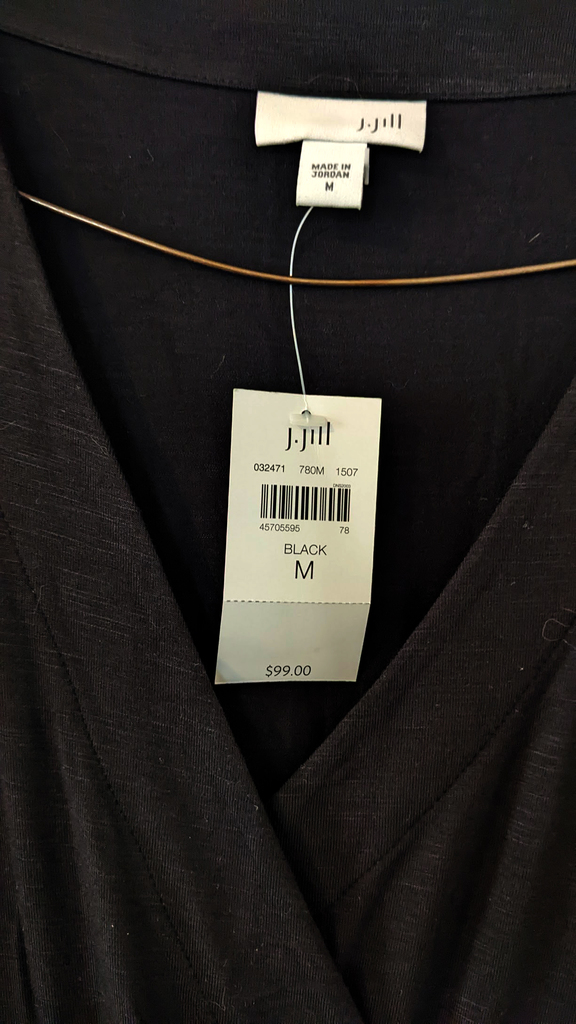 J.Jill
MADE IN
JORDAN
M
J.Jill
032471 780M 1507
45705595 78
BLACK
M
$99.00